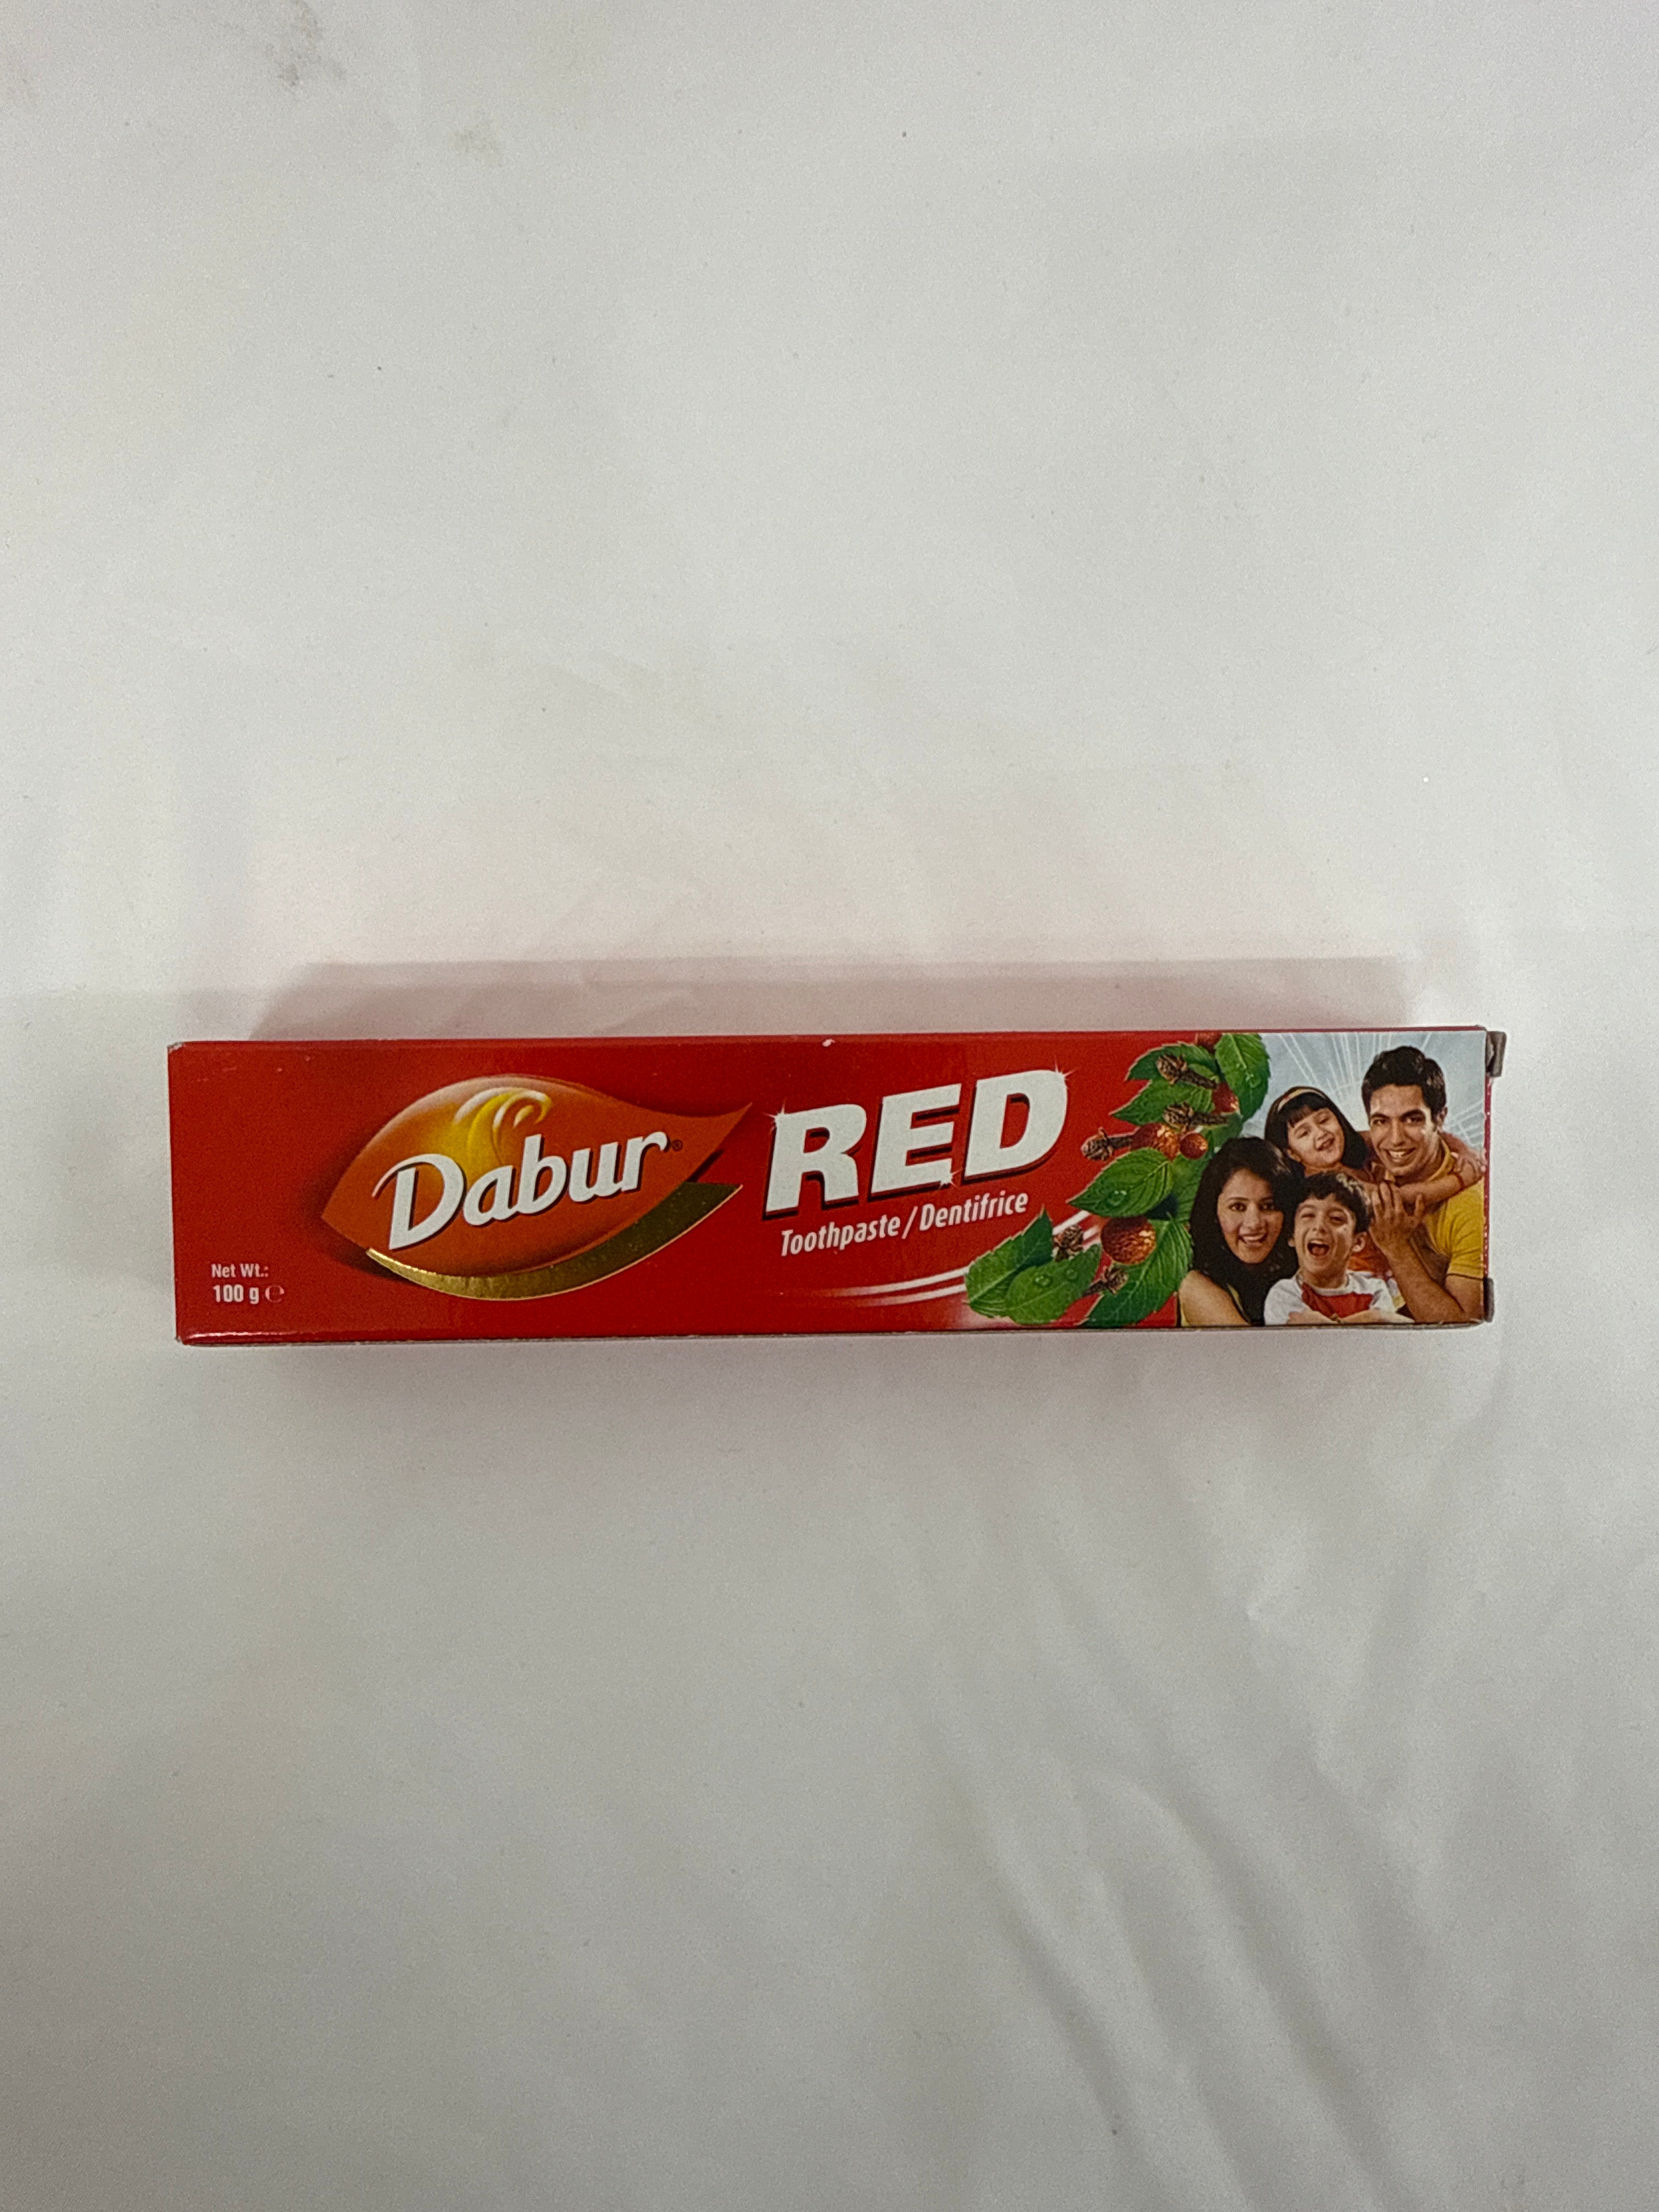 Dabur®
RED
Toothpaste / Dentifrice
Net Wt.:
100 g ℮